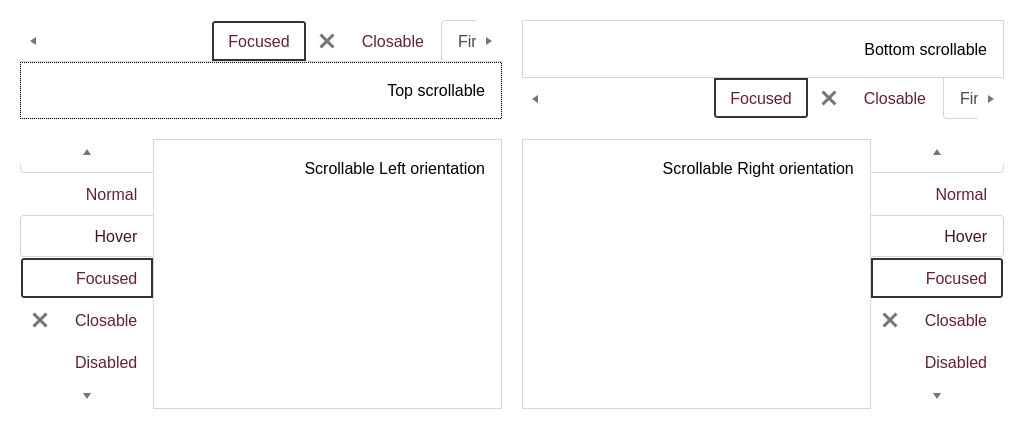 Focused Closable Fir
Top scrollable
Bottom scrollable
Focused Closable Fir
Normal
Hover
Focused
Closable
Disabled
Scrollable Left orientation
Scrollable Right orientation
Normal
Hover
Focused
Closable
Disabled